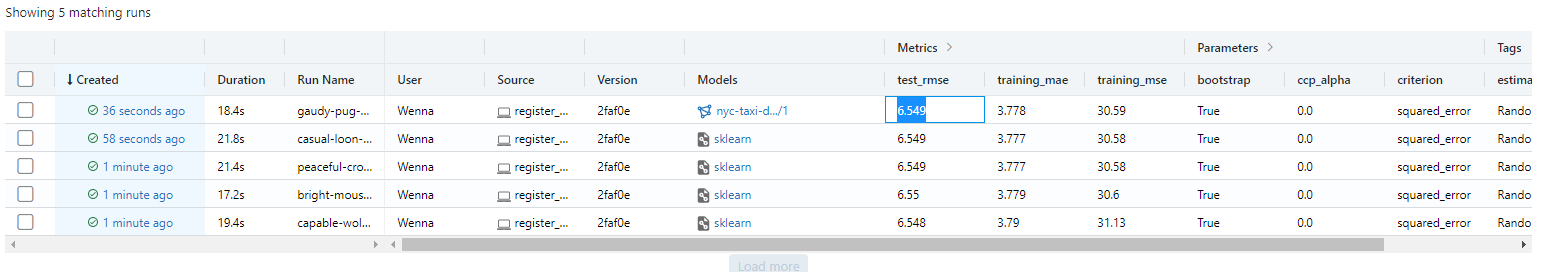 Showing 5 matching runs
Metrics Parameters Tags
Created Duration Run Name User Source Version Models test_rmse training_mae training_mse bootstrap ccp_alpha criterion estima
36 seconds ago 18.4s gaudy-pug-... Wenna register_... 2faf0e nyc-taxi-d.../1 6.549 3.778 30.59 True 0.0 squared_error Rando
58 seconds ago 21.8s casual-loon-... Wenna register_... 2faf0e sklearn 6.549 3.777 30.58 True 0.0 squared_error Rando
1 minute ago 21.4s peaceful-cro... Wenna register_... 2faf0e sklearn 6.549 3.777 30.58 True 0.0 squared_error Rando
1 minute ago 17.2s bright-mous... Wenna register_... 2faf0e sklearn 6.55 3.779 30.6 True 0.0 squared_error Rando
1 minute ago 19.4s capable-wol... Wenna register_... 2faf0e sklearn 6.548 3.79 31.13 True 0.0 squared_error Rando
Load more